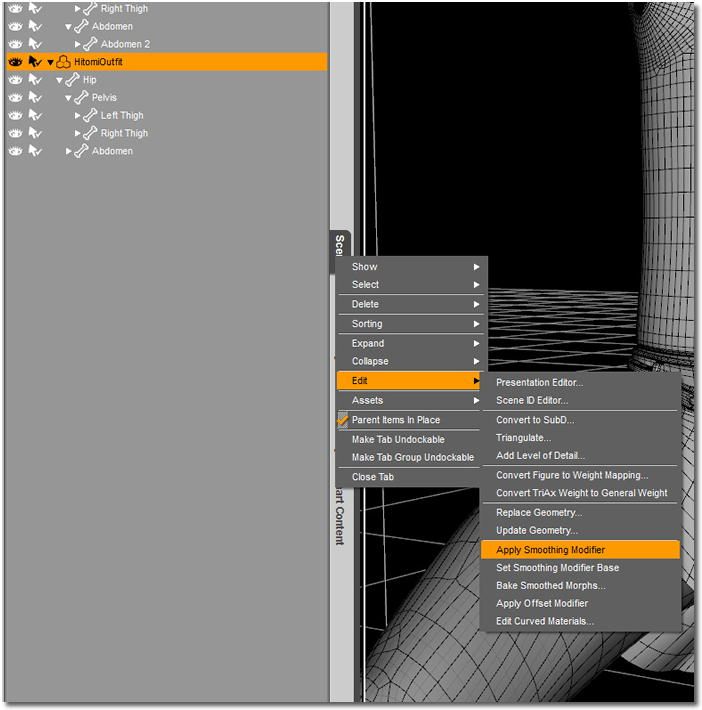 Right Thigh
Abdomen
Abdomen 2
HitomiOutfit
Hip
Pelvis
Left Thigh
Right Thigh
Abdomen
Show
Select
Delete
Sorting
Expand
Collapse
Edit
Assets
Parent Items In Place
Make Tab Undockable
Make Tab Group Undockable
Close Tab
Presentation Editor...
Scene ID Editor...
Convert to SubD...
Triangulate...
Add Level of Detail...
Convert Figure to Weight Mapping...
Convert TriAx Weight to General Weight
Replace Geometry...
Update Geometry...
Apply Smoothing Modifier
Set Smoothing Modifier Base
Bake Smoothed Morphs...
Apply Offset Modifier
Edit Curved Materials...
Content